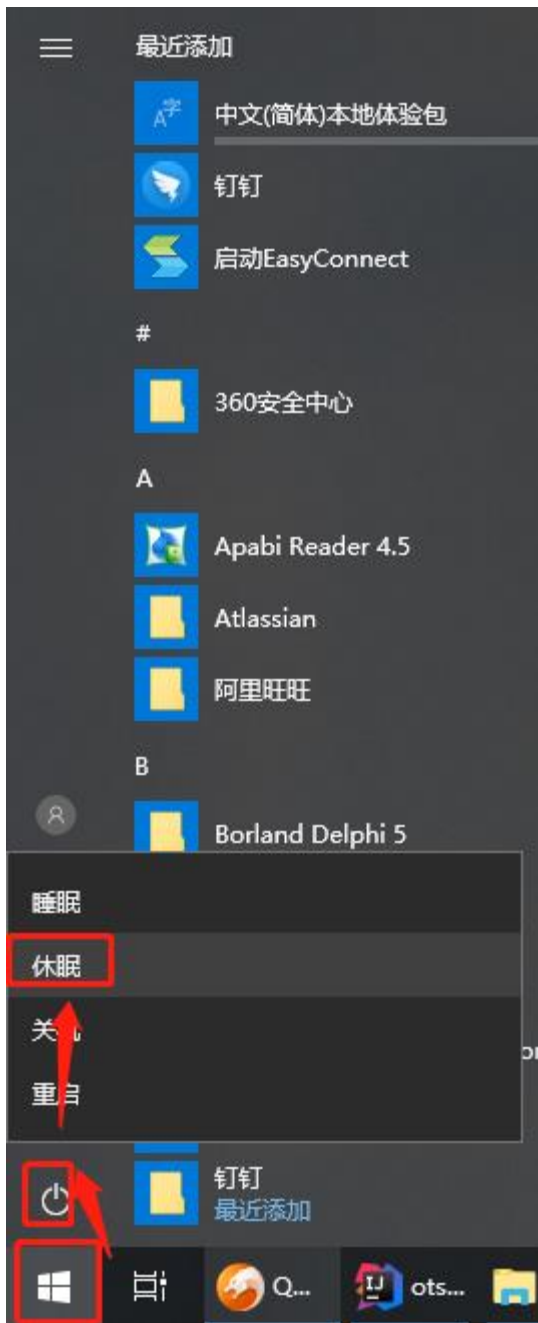 最近添加
中文(简体)本地体验包
钉钉
启动EasyConnect
#
360安全中心
A
Apabi Reader 4.5
Atlassian
阿里旺旺
B
Borland Delphi 5
睡眠
休眠
关机
重启
钉钉
最近添加
Q...
ots...